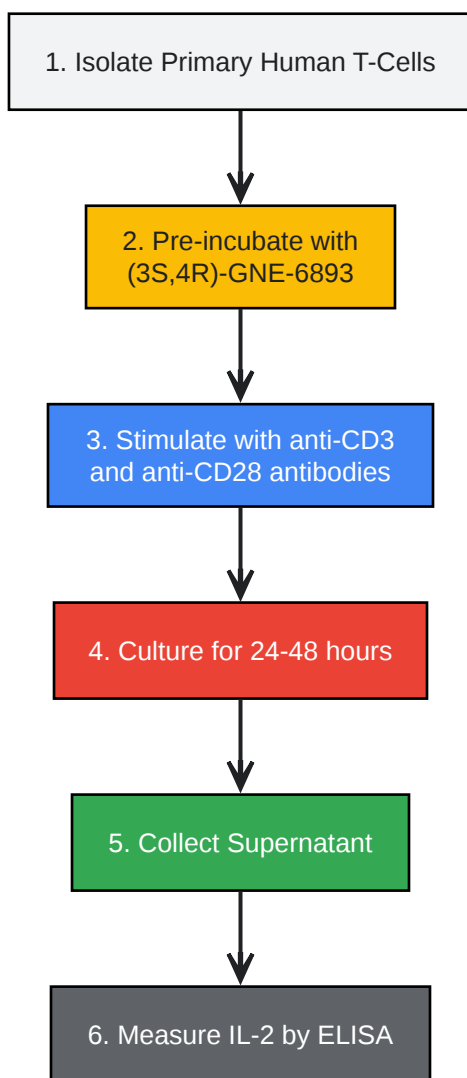 1. Isolate Primary Human T-Cells
2. Pre-incubate with
(3S,4R)-GNE-6893
3. Stimulate with anti-CD3
and anti-CD28 antibodies
4. Culture for 24-48 hours
5. Collect Supernatant
6. Measure IL-2 by ELISA